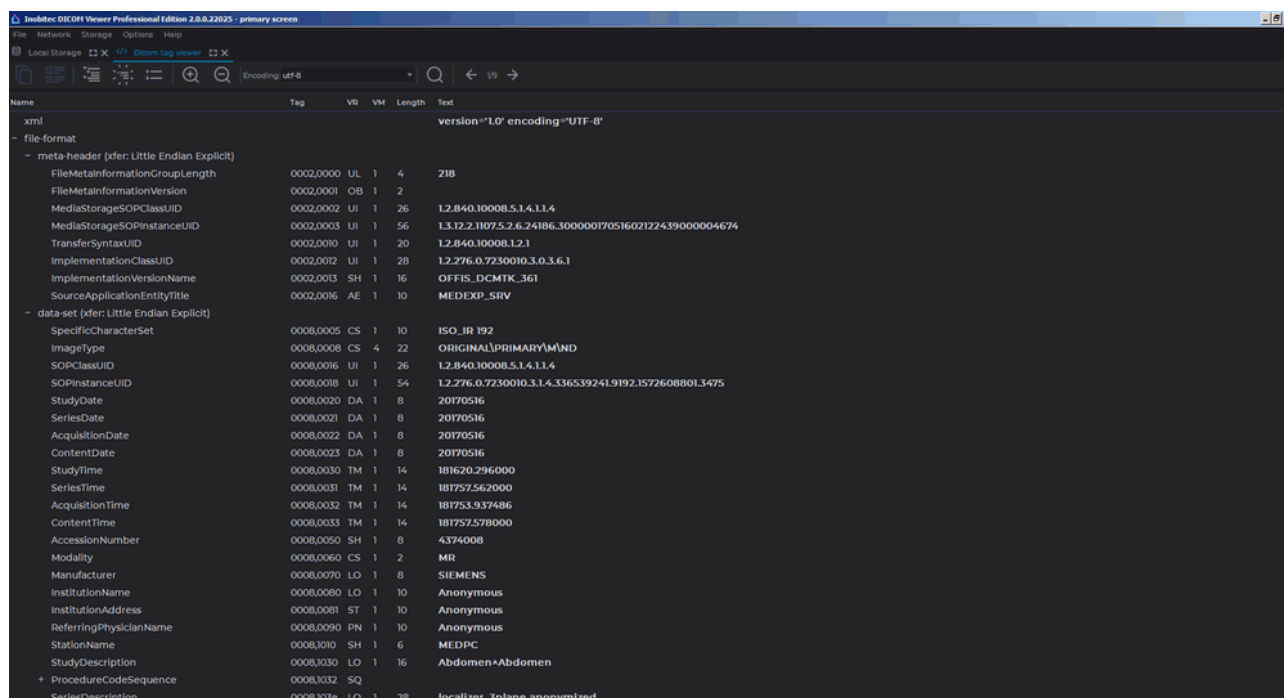 Inobitec DICOM Viewer Professional Edition 2.0.0.22025 - primary screen
File Network Storage Options Help
Local Storage Dicom tag viewer
Encoding: utf-8 1/9
Name Tag VR VM Length Text
xml version='1.0' encoding='UTF-8'
- file-format
- meta-header (xfer: Little Endian Explicit)
FileMetaInformationGroupLength 0002,0000 UL 1 4 218
FileMetaInformationVersion 0002,0001 OB 1 2
MediaStorageSOPClassUID 0002,0002 UI 1 26 1.2.840.10008.5.1.4.1.1.4
MediaStorageSOPInstanceUID 0002,0003 UI 1 56 1.3.12.2.1107.5.2.6.24186.30000017051602122439000004674
TransferSyntaxUID 0002,0010 UI 1 20 1.2.840.10008.1.2.1
ImplementationClassUID 0002,0012 UI 1 28 1.2.276.0.7230010.3.0.3.6.1
ImplementationVersionName 0002,0013 SH 1 16 OFFIS_DCMTK_361
SourceApplicationEntityTitle 0002,0016 AE 1 10 MEDEXP_SRV
- data-set (xfer: Little Endian Explicit)
SpecificCharacterSet 0008,0005 CS 1 10 ISO_IR 192
ImageType 0008,0008 CS 4 22 ORIGINAL\PRIMARY\M\ND
SOPClassUID 0008,0016 UI 1 26 1.2.840.10008.5.1.4.1.1.4
SOPInstanceUID 0008,0018 UI 1 54 1.2.276.0.7230010.3.1.4.336539241.9192.1572608801.3475
StudyDate 0008,0020 DA 1 8 20170516
SeriesDate 0008,0021 DA 1 8 20170516
AcquisitionDate 0008,0022 DA 1 8 20170516
ContentDate 0008,0023 DA 1 8 20170516
StudyTime 0008,0030 TM 1 14 181620.296000
SeriesTime 0008,0031 TM 1 14 181757.562000
AcquisitionTime 0008,0032 TM 1 14 181753.937486
ContentTime 0008,0033 TM 1 14 181757.578000
AccessionNumber 0008,0050 SH 1 8 4374008
Modality 0008,0060 CS 1 2 MR
Manufacturer 0008,0070 LO 1 8 SIEMENS
InstitutionName 0008,0080 LO 1 10 Anonymous
InstitutionAddress 0008,0081 ST 1 10 Anonymous
ReferringPhysicianName 0008,0090 PN 1 10 Anonymous
StationName 0008,1010 SH 1 6 MEDPC
StudyDescription 0008,1030 LO 1 16 Abdomen^Abdomen
+ ProcedureCodeSequence 0008,1032 SQ
SeriesDescription 0008,103e LO 1 28 localizer_3plane anonymized